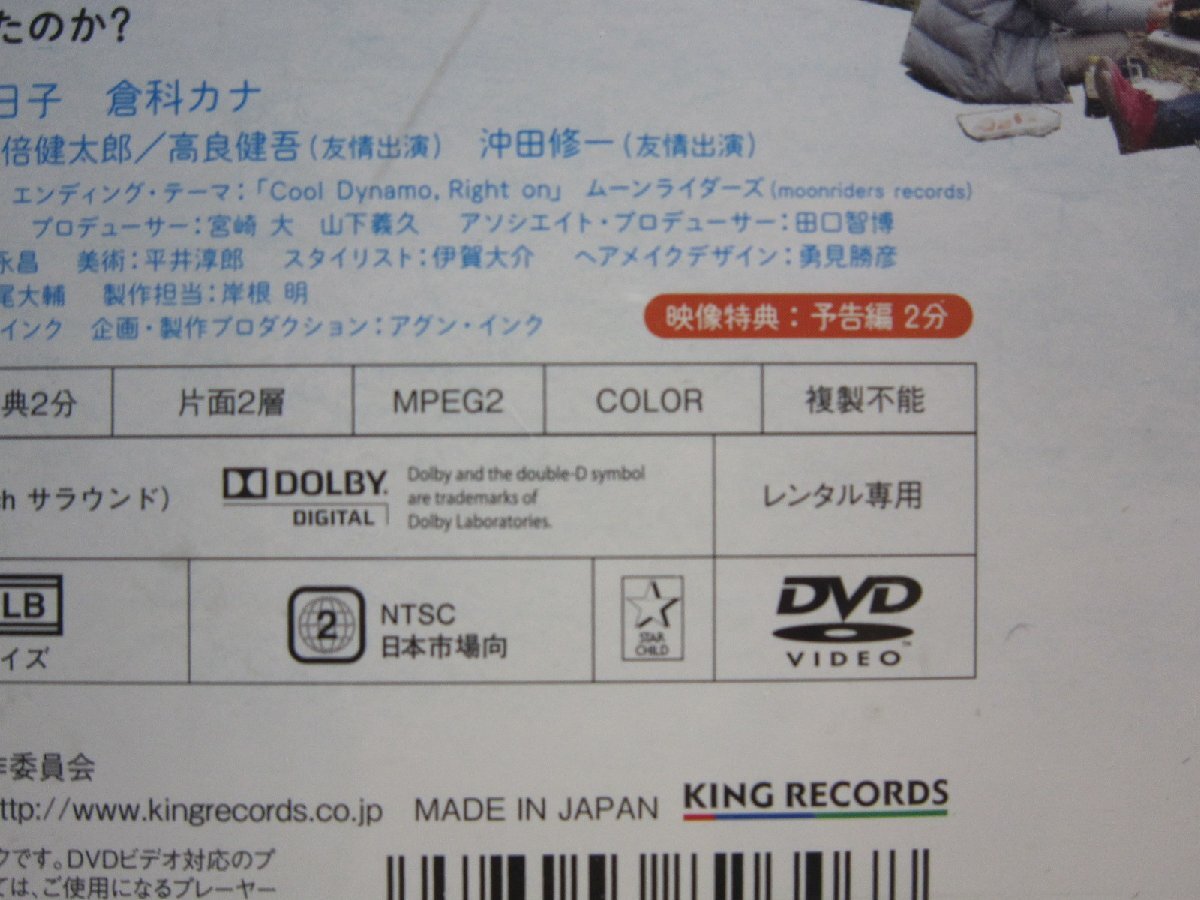 たのか?
日子 倉科カナ
倍健太郎/高良健吾(友情出演) 沖田修一(友情出演)
エンディング・テーマ:「Cool Dynamo, Right on」 ムーンライダーズ(moonriders records)
プロデューサー:宮崎 大 山下義久 アソシエイト・プロデューサー:田口智博
永昌 美術:平井淳郎 スタイリスト:伊賀大介 ヘアメイクデザイン:勇見勝彦
尾大輔 製作担当:岸根 明
インク 企画・製作プロダクション:アグン・インク
映像特典:予告編 2分
典2分 片面2層 MPEG2 COLOR 複製不能
ch サラウンド)
DOLBY DIGITAL
Dolby and the double-D symbol
are trademarks of
Dolby Laboratories.
レンタル専用
LB
イズ
2
NTSC
日本市場向
STAR
CHILD
DVD
VIDEO
™
作委員会
http://www.kingrecords.co.jp MADE IN JAPAN KING RECORDS
クです。DVDビデオ対応のプ
ては、ご使用になるプレーヤー